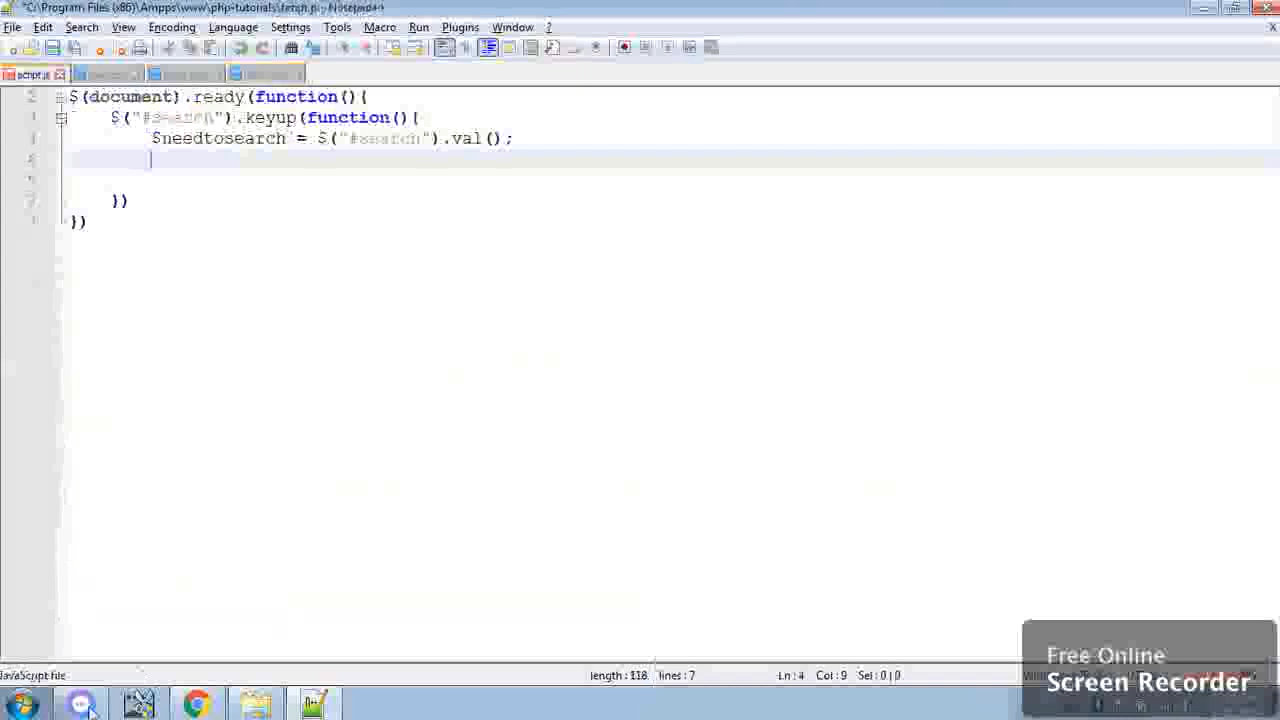 "C:\Program Files (x86)\Ampps\www\php-tutorials\
File Edit Search View Encoding Language Settings Tools Macro Run Plugins Window ?
script.js
$(document).ready(function(){
$("#search").keyup(function(){
$needtosearch = $("#search").val();
})
})
JavaScript file length : 118 lines : 7 Ln : 4 Col : 9 Sel : 0 | 0
Free Online
Screen Recorder